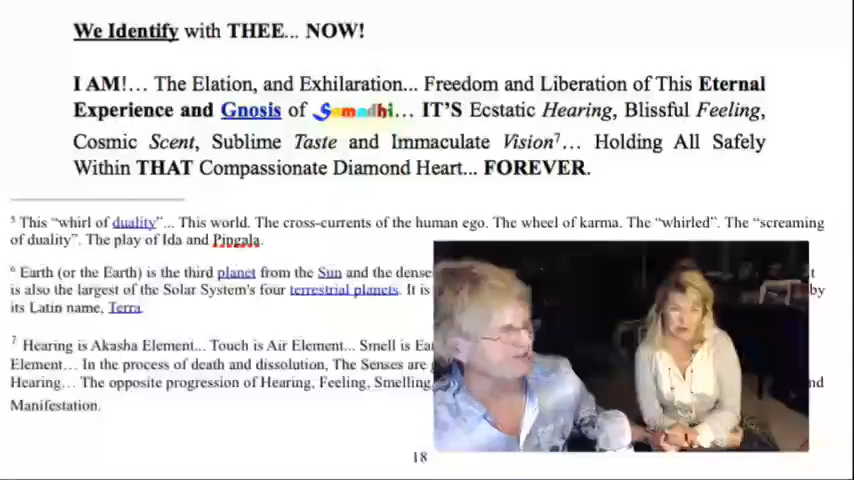 We Identify with THEE... NOW!
I AM!… The Elation, and Exhilaration... Freedom and Liberation of This Eternal
Experience and Gnosis of Samadhi… IT’S Ecstatic Hearing, Blissful Feeling,
Cosmic Scent, Sublime Taste and Immaculate Vision7… Holding All Safely
Within THAT Compassionate Diamond Heart... FOREVER.
5 This “whirl of duality”... This world. The cross-currents of the human ego. The wheel of karma. The “whirled”. The “screaming
of duality”. The play of Ida and Pingala.
6 Earth (or the Earth) is the third planet from the Sun and the dense
is also the largest of the Solar System's four terrestrial planets. It is by
its Latin name, Terra.
7 Hearing is Akasha Element... Touch is Air Element... Smell is
Element… In the process of death and dissolution, The Senses are
Hearing… The opposite progression of Hearing, Feeling, Smelling, nd
Manifestation.
18